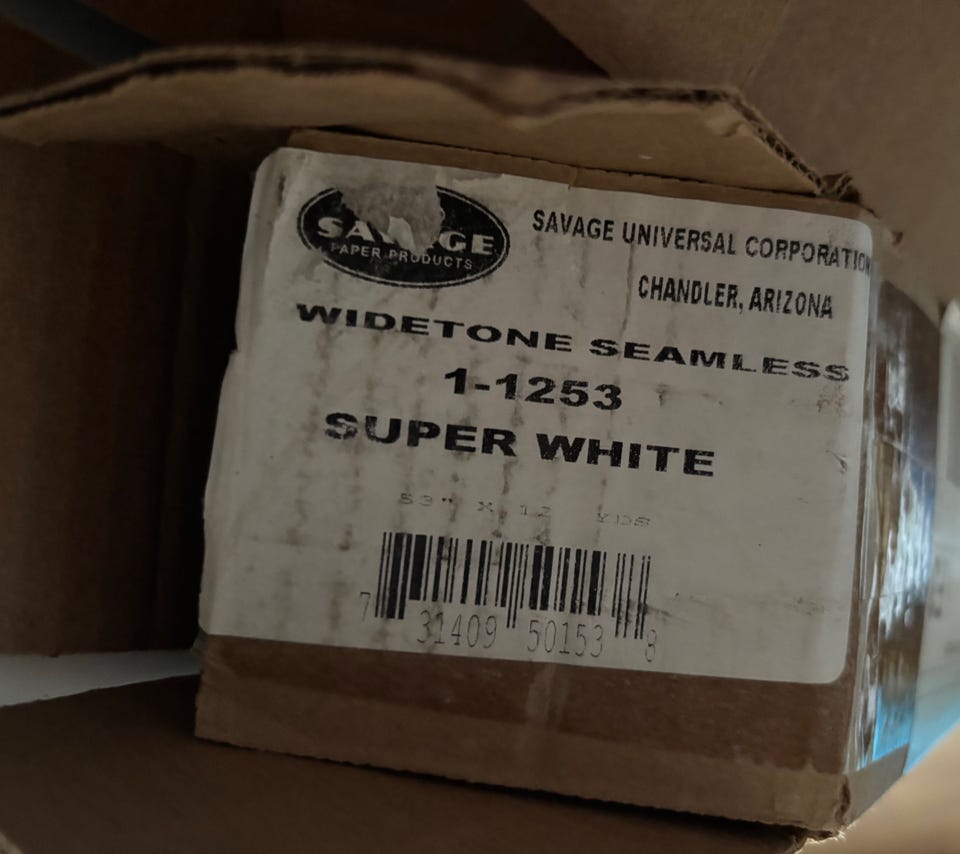 SAVAGE
PAPER PRODUCTS
SAVAGE UNIVERSAL CORPORATION
CHANDLER, ARIZONA
WIDETONE SEAMLESS
1-1253
SUPER WHITE
53" X 12 YDS
7 31409 50153 8